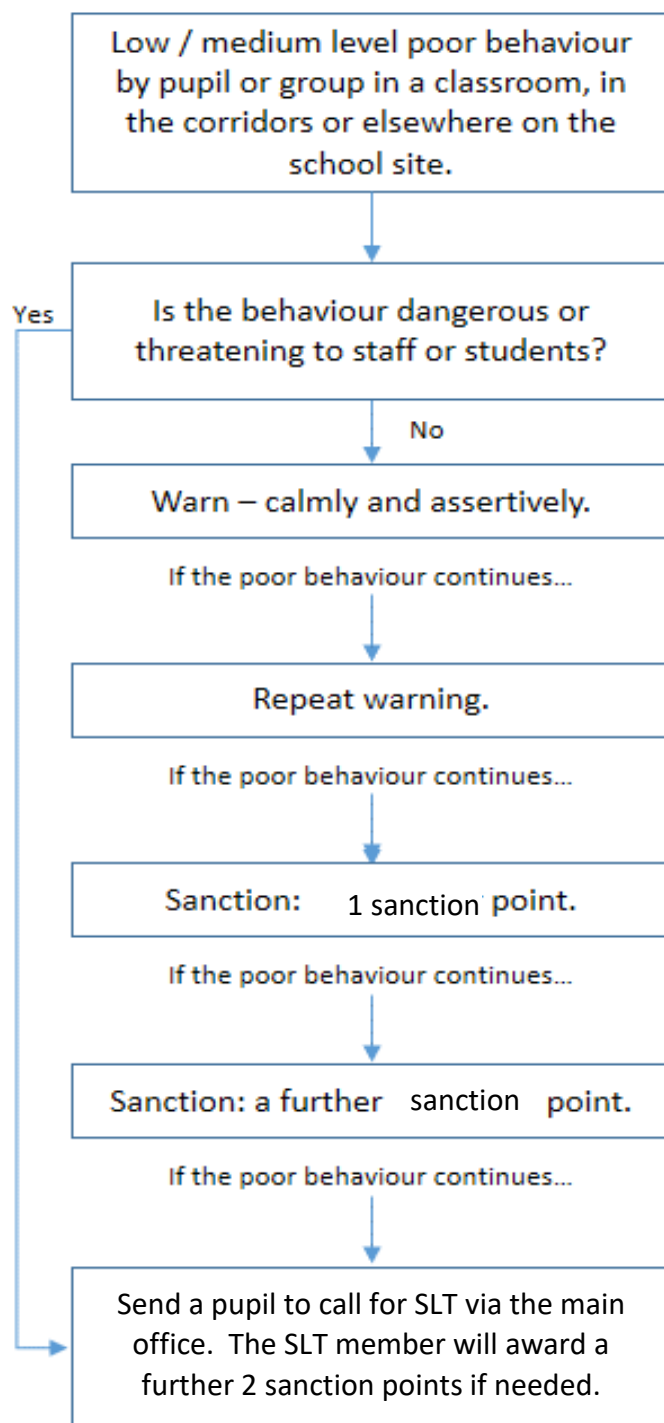 Low / medium level poor behaviour
by pupil or group in a classroom, in
the corridors or elsewhere on the
school site.
Yes
Is the behaviour dangerous or
threatening to staff or students?
No
Warn – calmly and assertively.
If the poor behaviour continues...
Repeat warning.
If the poor behaviour continues...
Sanction: 1 sanction point.
If the poor behaviour continues...
Sanction: a further sanction point.
If the poor behaviour continues...
Send a pupil to call for SLT via the main
office. The SLT member will award a
further 2 sanction points if needed.